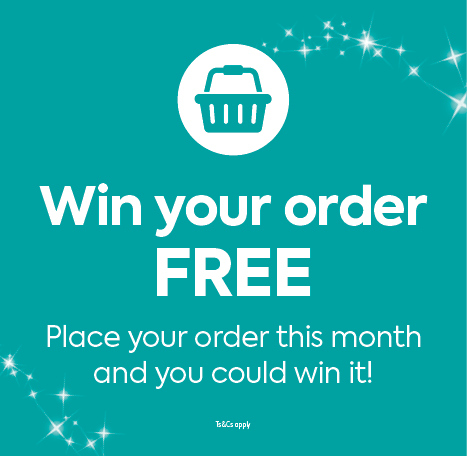 Win your order
FREE
Place your order this month
and you could win it!
Ts&Cs apply